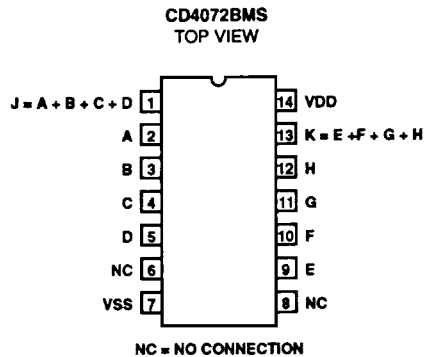 CD4072BMS
TOP VIEW
J = A + B + C + D 1
14 VDD
A 2
13 K = E +F + G + H
B 3
12 H
C 4
11 G
D 5
10 F
NC 6
9 E
VSS 7
8 NC
NC = NO CONNECTION